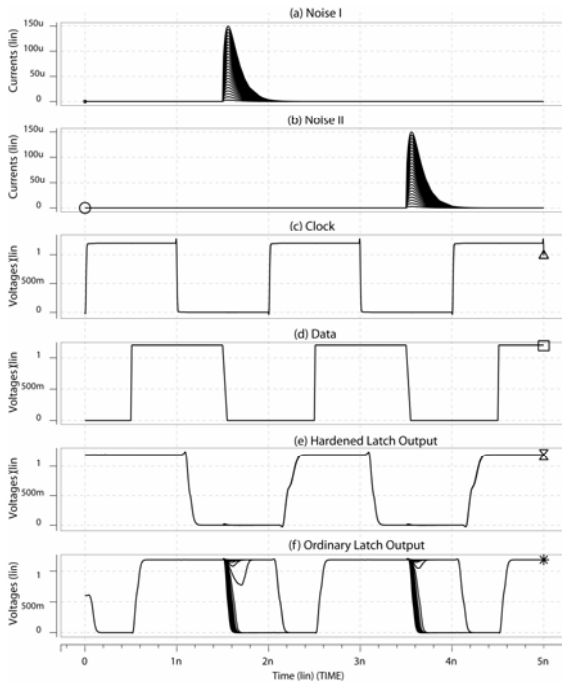 (a) Noise I
Currents (lin)
150u
100u
50u
0
(b) Noise II
Currents (lin)
150u
100u
50u
0
(c) Clock
Voltages)(lin
1
500m
0
(d) Data
Voltages)(lin
1
500m
0
(e) Hardened Latch Output
Voltages)(lin
1
500m
0
(f) Ordinary Latch Output
Voltages (lin)
1
500m
0
0 1n 2n 3n 4n 5n
Time (lin) (TIME)